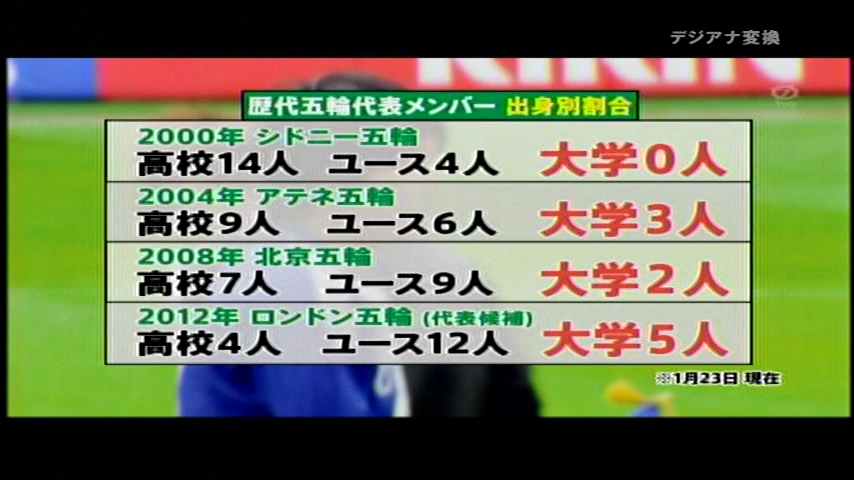 デジアナ変換
KIRIN
歴代五輪代表メンバー 出身別割合
2000年 シドニー五輪
高校14人 ユース4人 大学0人
2004年 アテネ五輪
高校9人 ユース6人 大学3人
2008年 北京五輪
高校7人 ユース9人 大学2人
2012年 ロンドン五輪 (代表候補)
高校4人 ユース12人 大学5人
※1月23日 現在